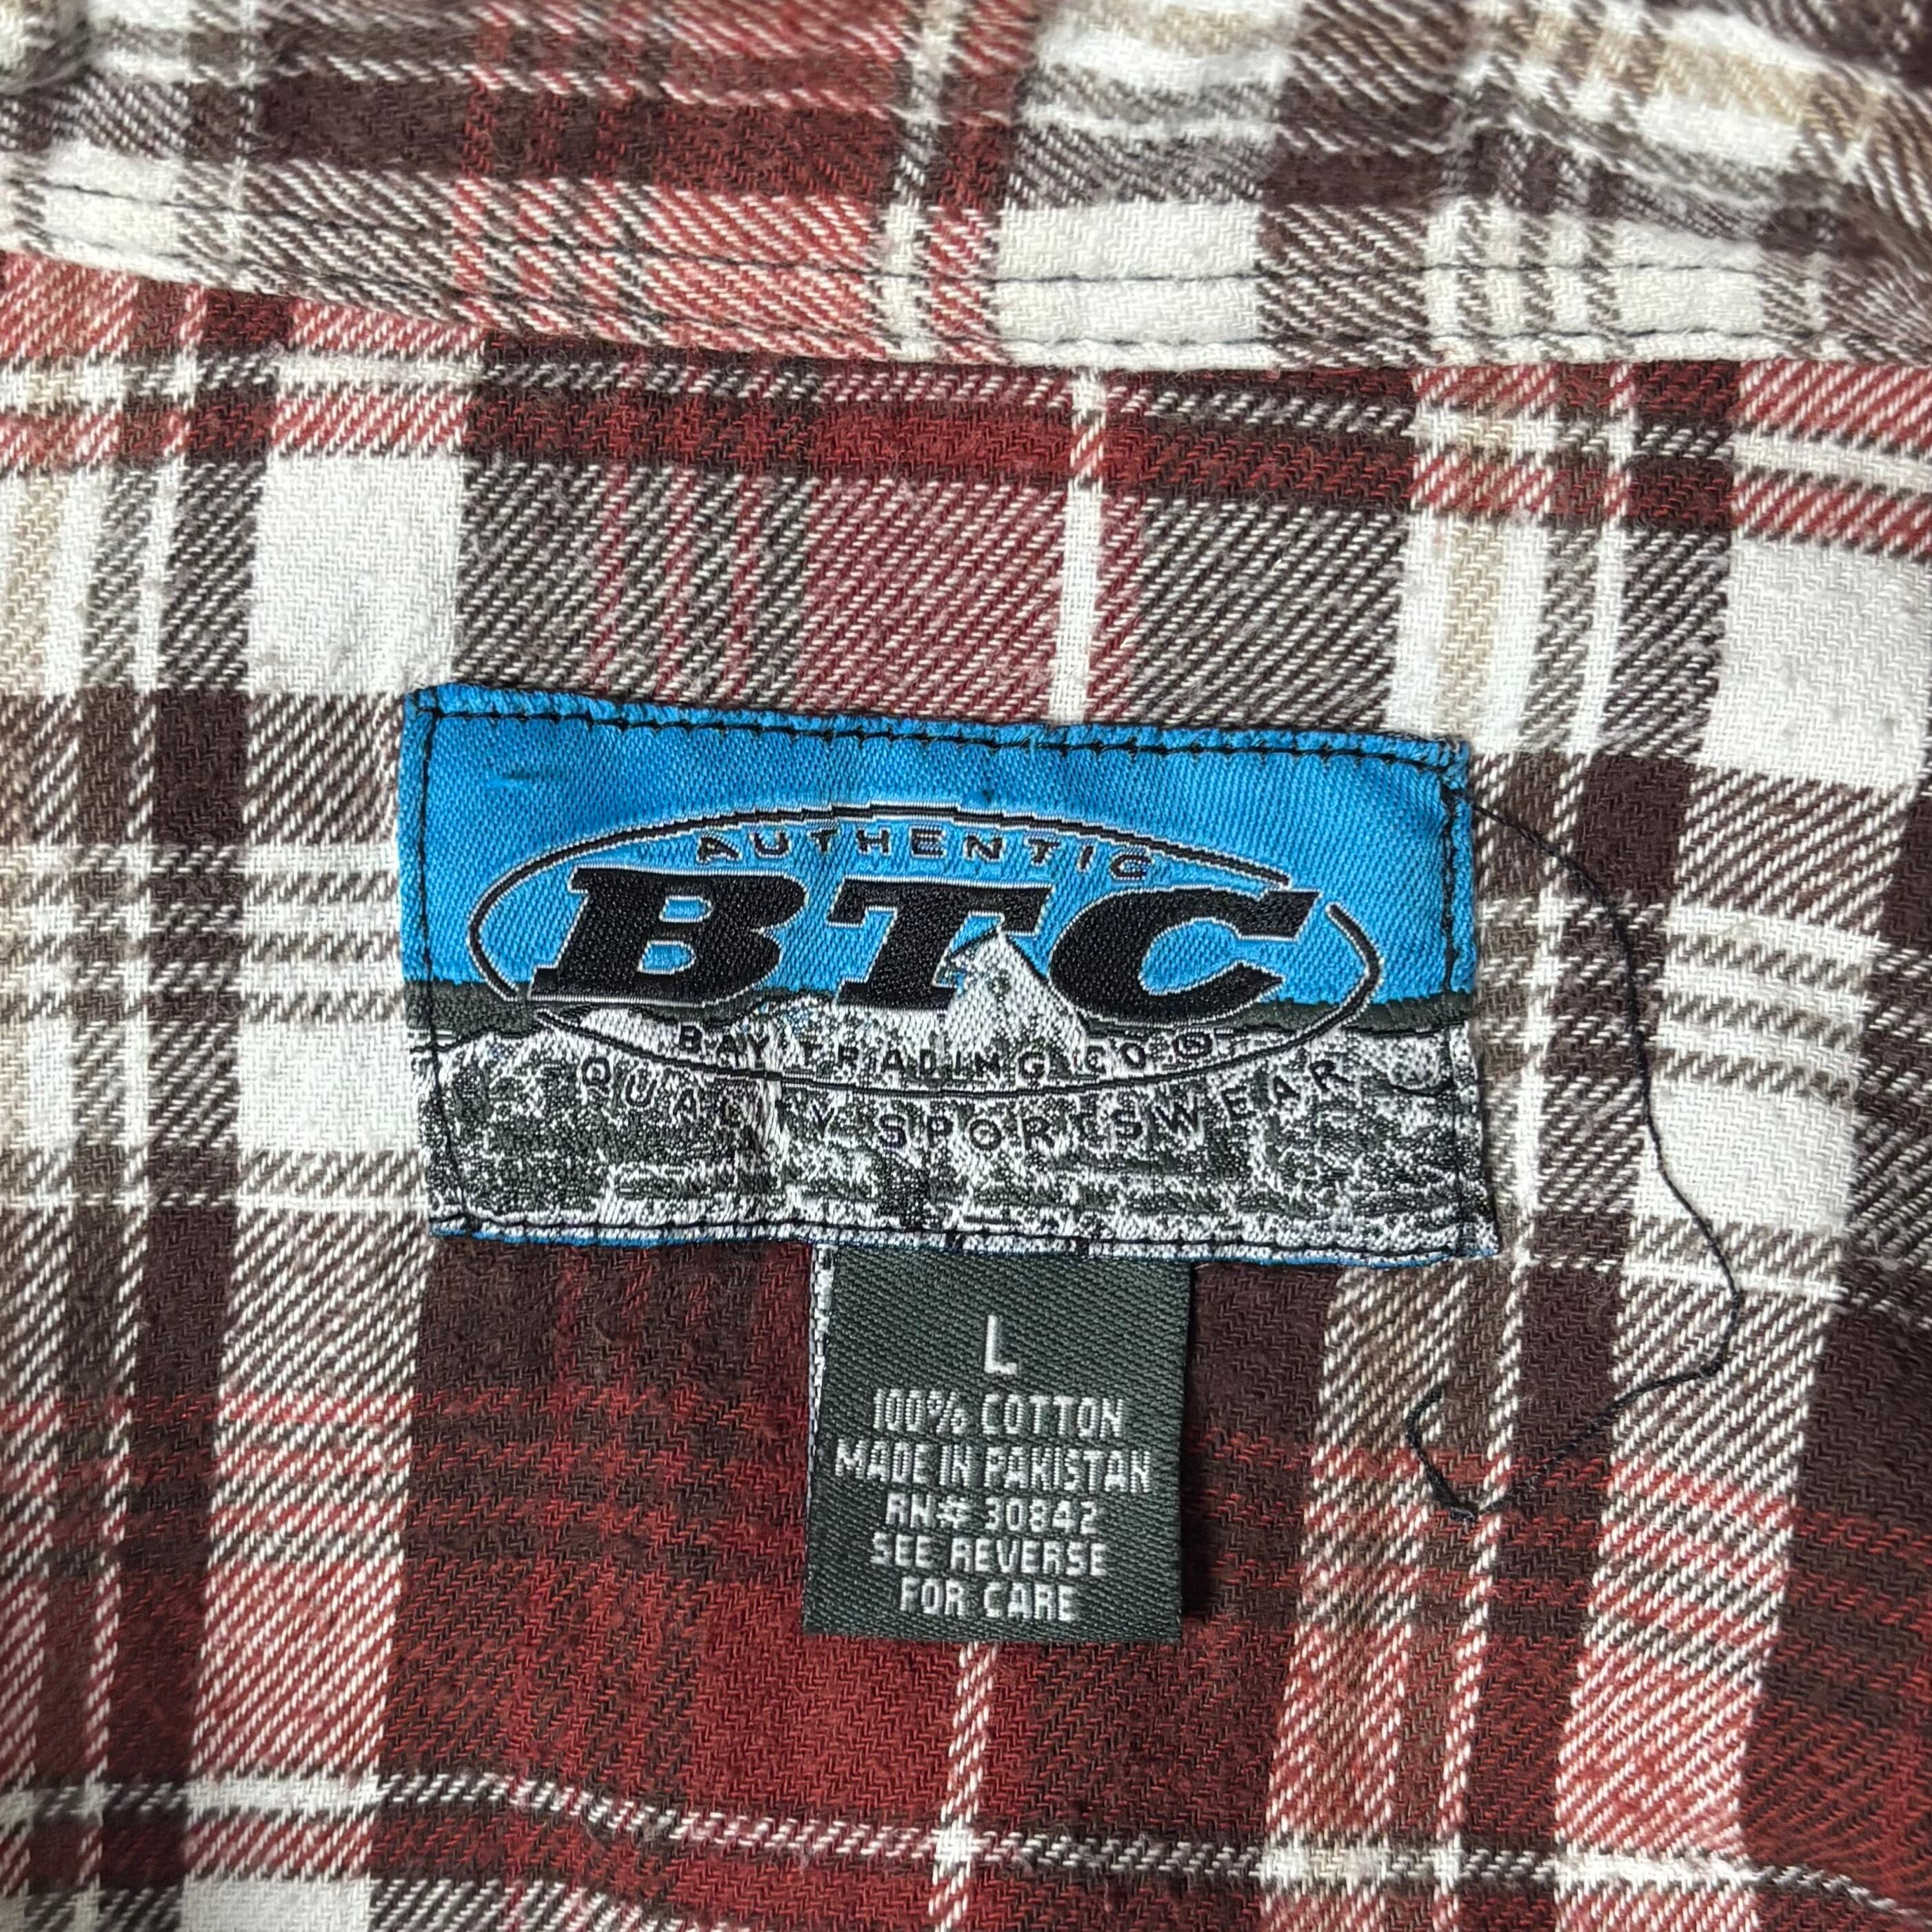 AUTHENTIC
BTC
BAY TRADING CO.®
QUALITY SPORTSWEAR
L
100% COTTON
MADE IN PAKISTAN
RN# 30842
SEE REVERSE
FOR CARE